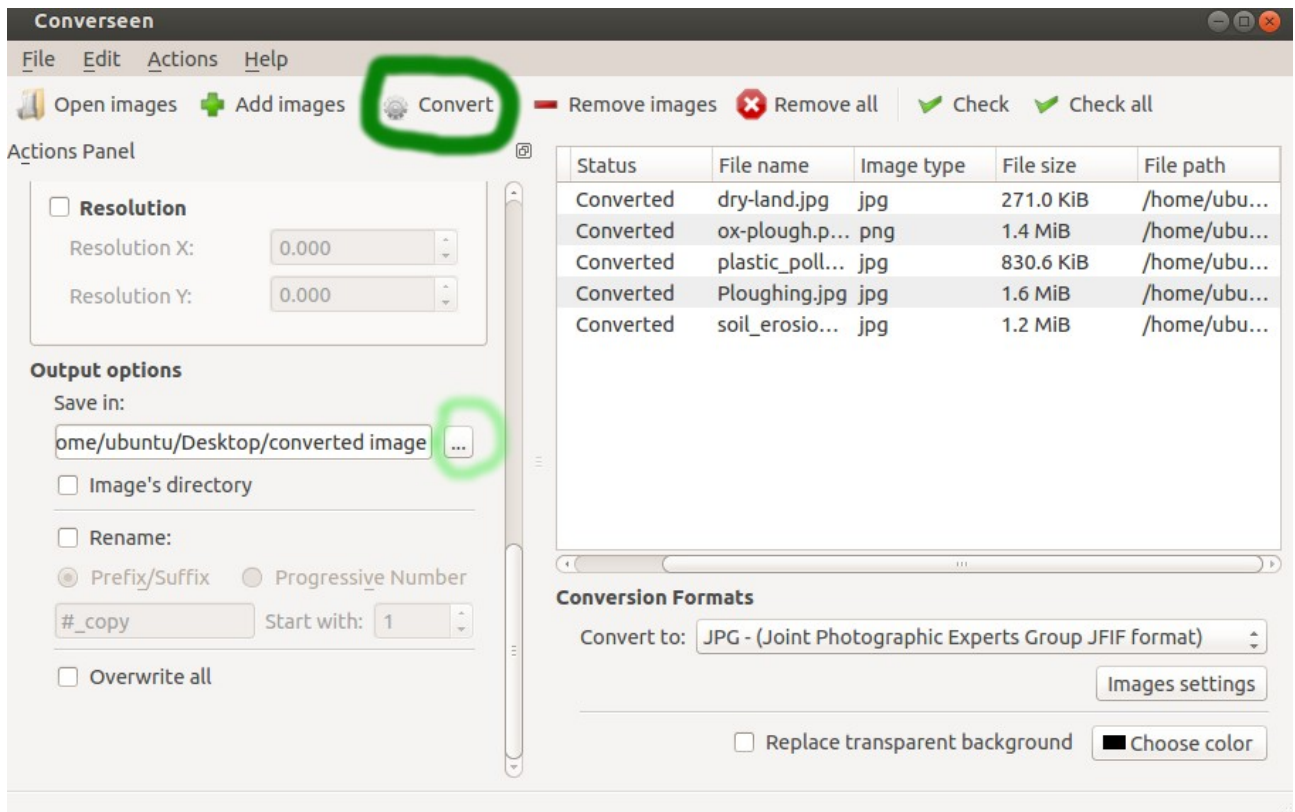 Converseen
File Edit Actions Help
Open images Add images Convert Remove images Remove all Check Check all
Actions Panel
Resolution
Resolution X: 0.000
Resolution Y: 0.000
Output options
Save in:
ome/ubuntu/Desktop/converted image ...
Image's directory
Rename:
Prefix/Suffix Progressive Number
#_copy Start with: 1
Overwrite all
Status File name Image type File size File path
Converted dry-land.jpg jpg 271.0 KiB /home/ubu...
Converted ox-plough.p... png 1.4 MiB /home/ubu...
Converted plastic_poll... jpg 830.6 KiB /home/ubu...
Converted Ploughing.jpg jpg 1.6 MiB /home/ubu...
Converted soil_erosio... jpg 1.2 MiB /home/ubu...
Conversion Formats
Convert to: JPG - (Joint Photographic Experts Group JFIF format)
Images settings
Replace transparent background Choose color